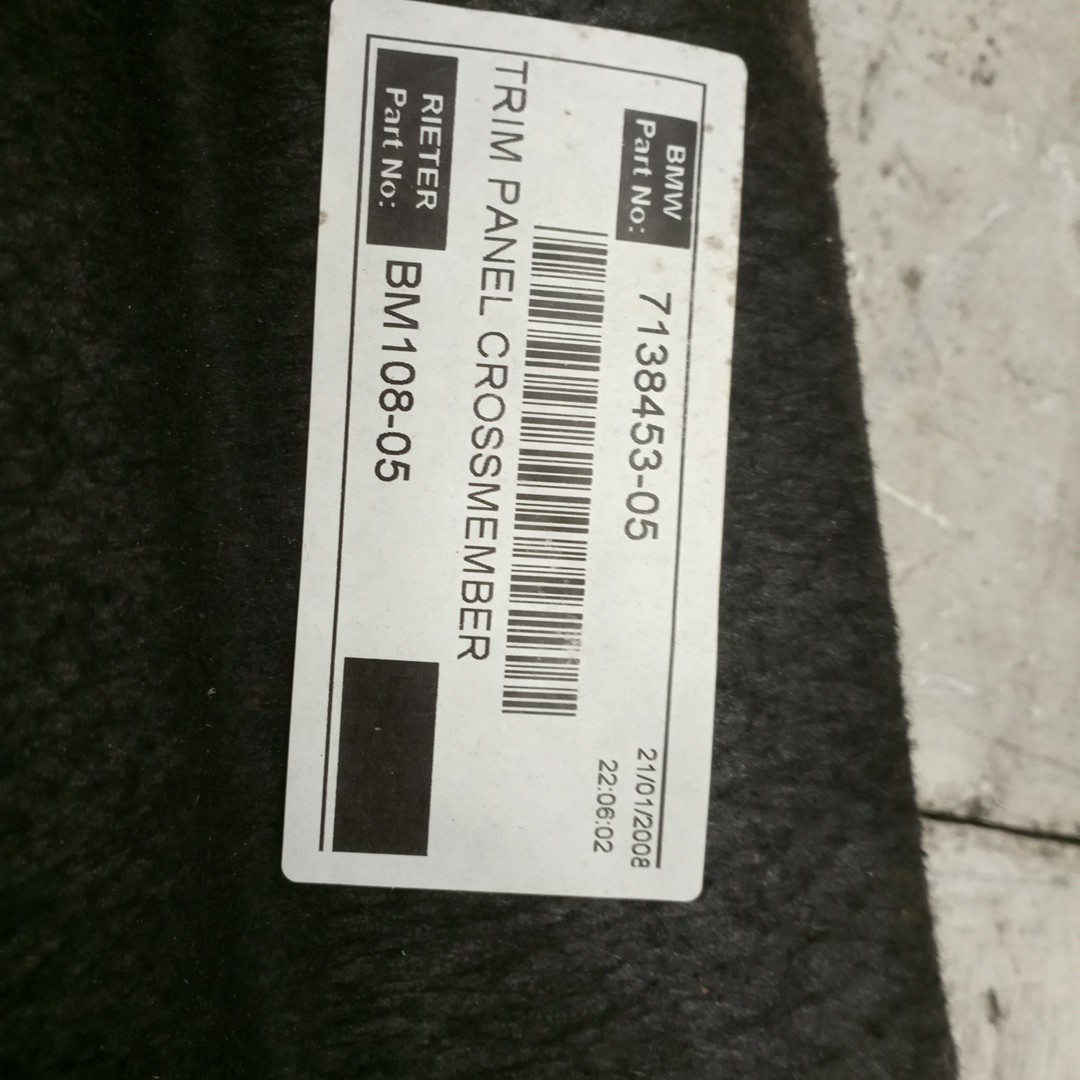 BMW
Part No:
7138453-05
21/01/2008
22:06:02
TRIM PANEL CROSSMEMBER
RIETER
Part No:
BM108-05